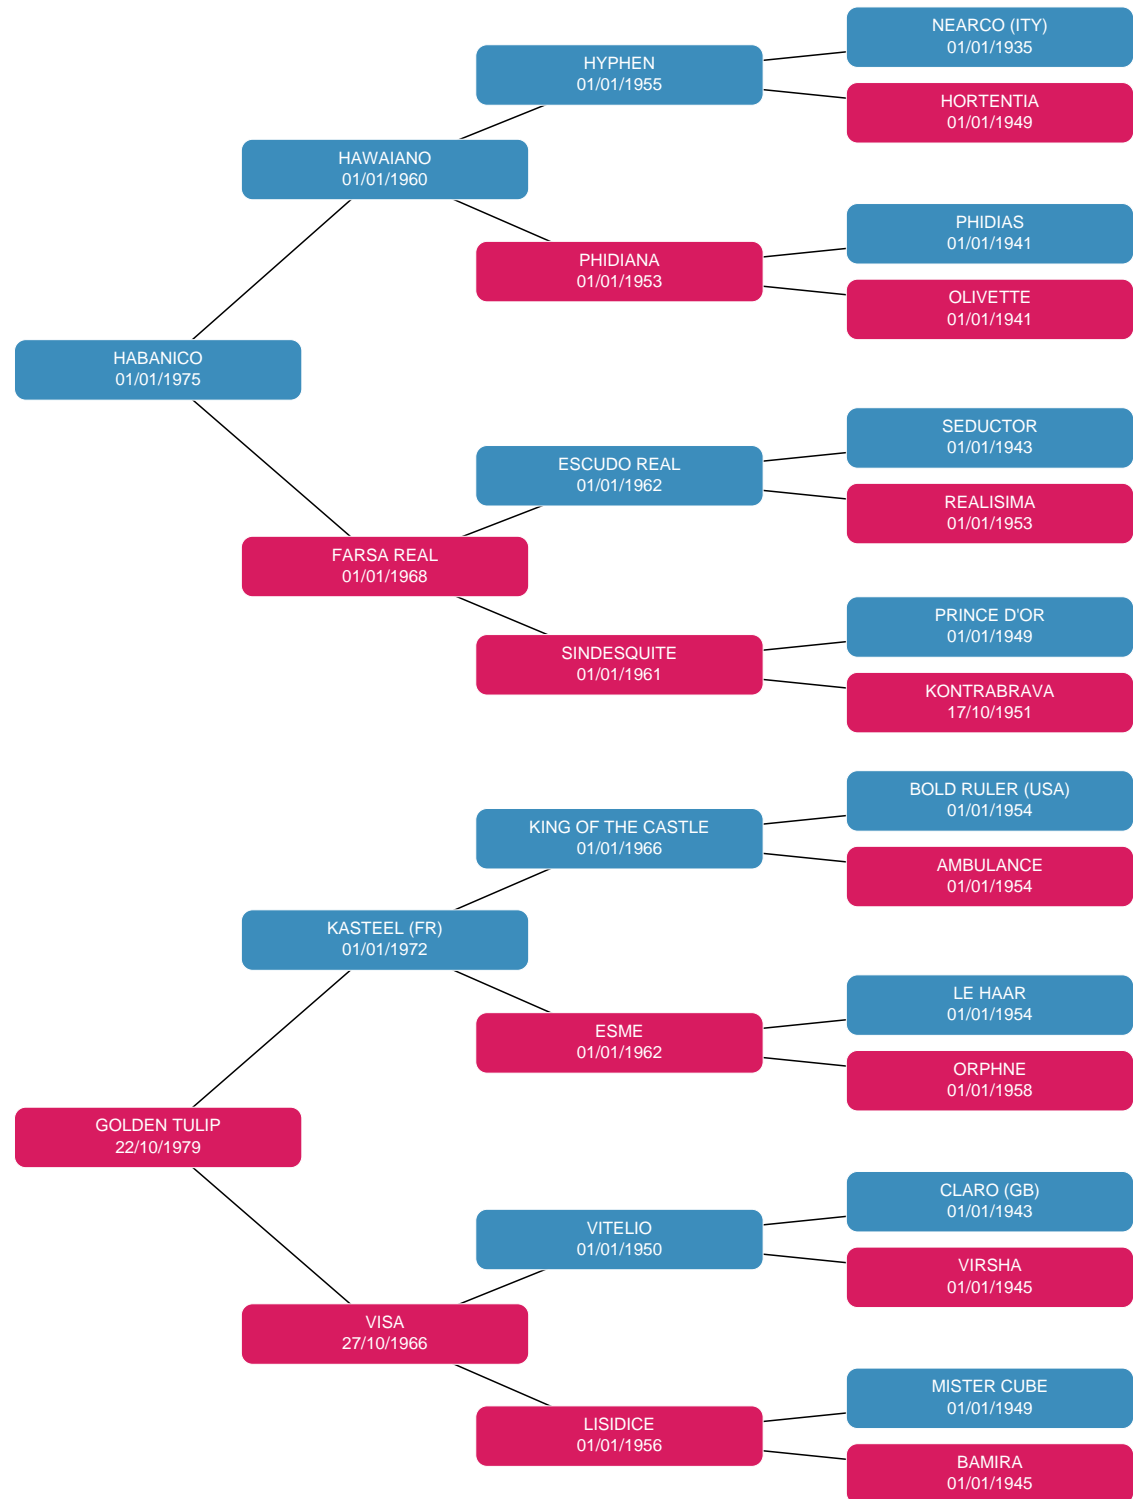 NEARCO (ITY)
01/01/1935
HYPHEN
01/01/1955
HORTENTIA
01/01/1949
HAWAIANO
01/01/1960
PHIDIAS
01/01/1941
PHIDIANA
01/01/1953
OLIVETTE
01/01/1941
HABANICO
01/01/1975
SEDUCTOR
01/01/1943
ESCUDO REAL
01/01/1962
REALISIMA
01/01/1953
FARSA REAL
01/01/1968
PRINCE D'OR
01/01/1949
SINDESQUITE
01/01/1961
KONTRABRAVA
17/10/1951
BOLD RULER (USA)
01/01/1954
KING OF THE CASTLE
01/01/1966
AMBULANCE
01/01/1954
KASTEEL (FR)
01/01/1972
LE HAAR
01/01/1954
ESME
01/01/1962
ORPHNE
01/01/1958
GOLDEN TULIP
22/10/1979
CLARO (GB)
01/01/1943
VITELIO
01/01/1950
VIRSHA
01/01/1945
VISA
27/10/1966
MISTER CUBE
01/01/1949
LISIDICE
01/01/1956
BAMIRA
01/01/1945